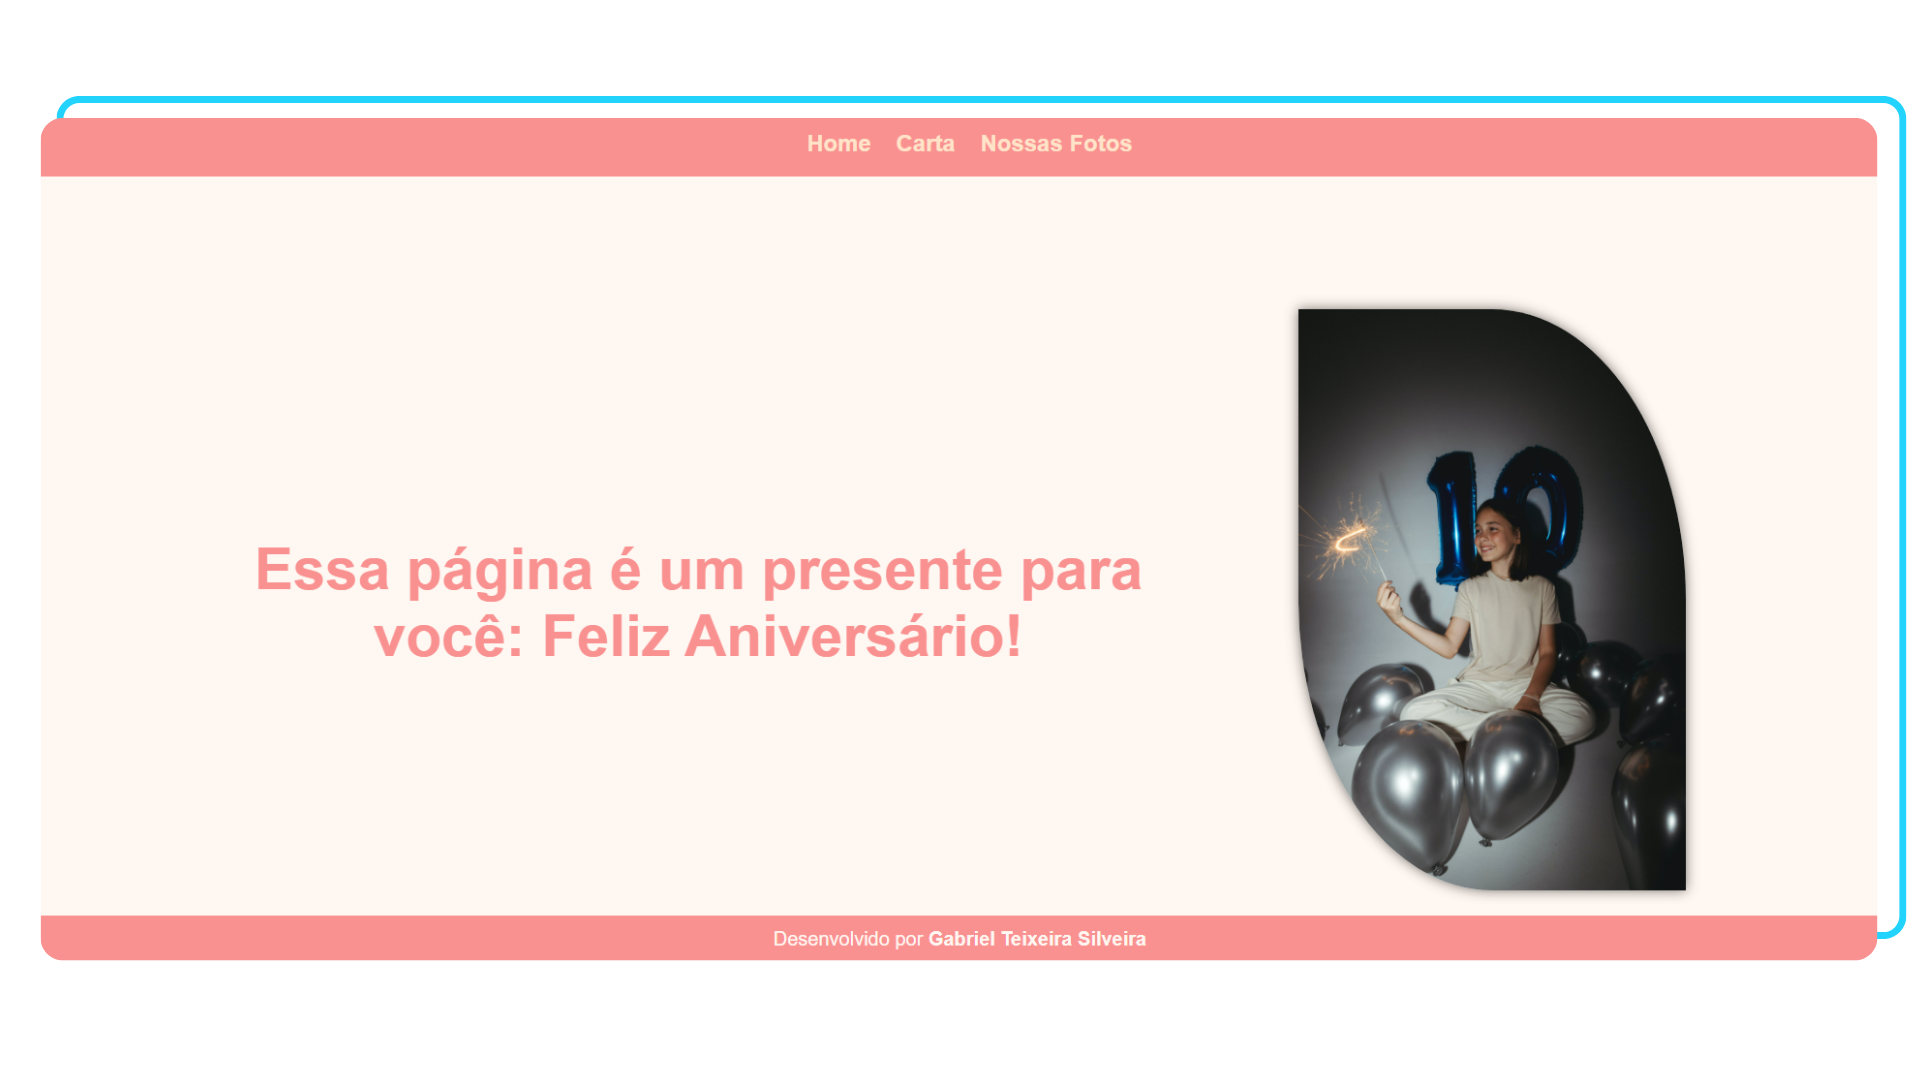 Home Carta Nossas Fotos
Essa página é um presente para
você: Feliz Aniversário!
10
Desenvolvido por Gabriel Teixeira Silveira